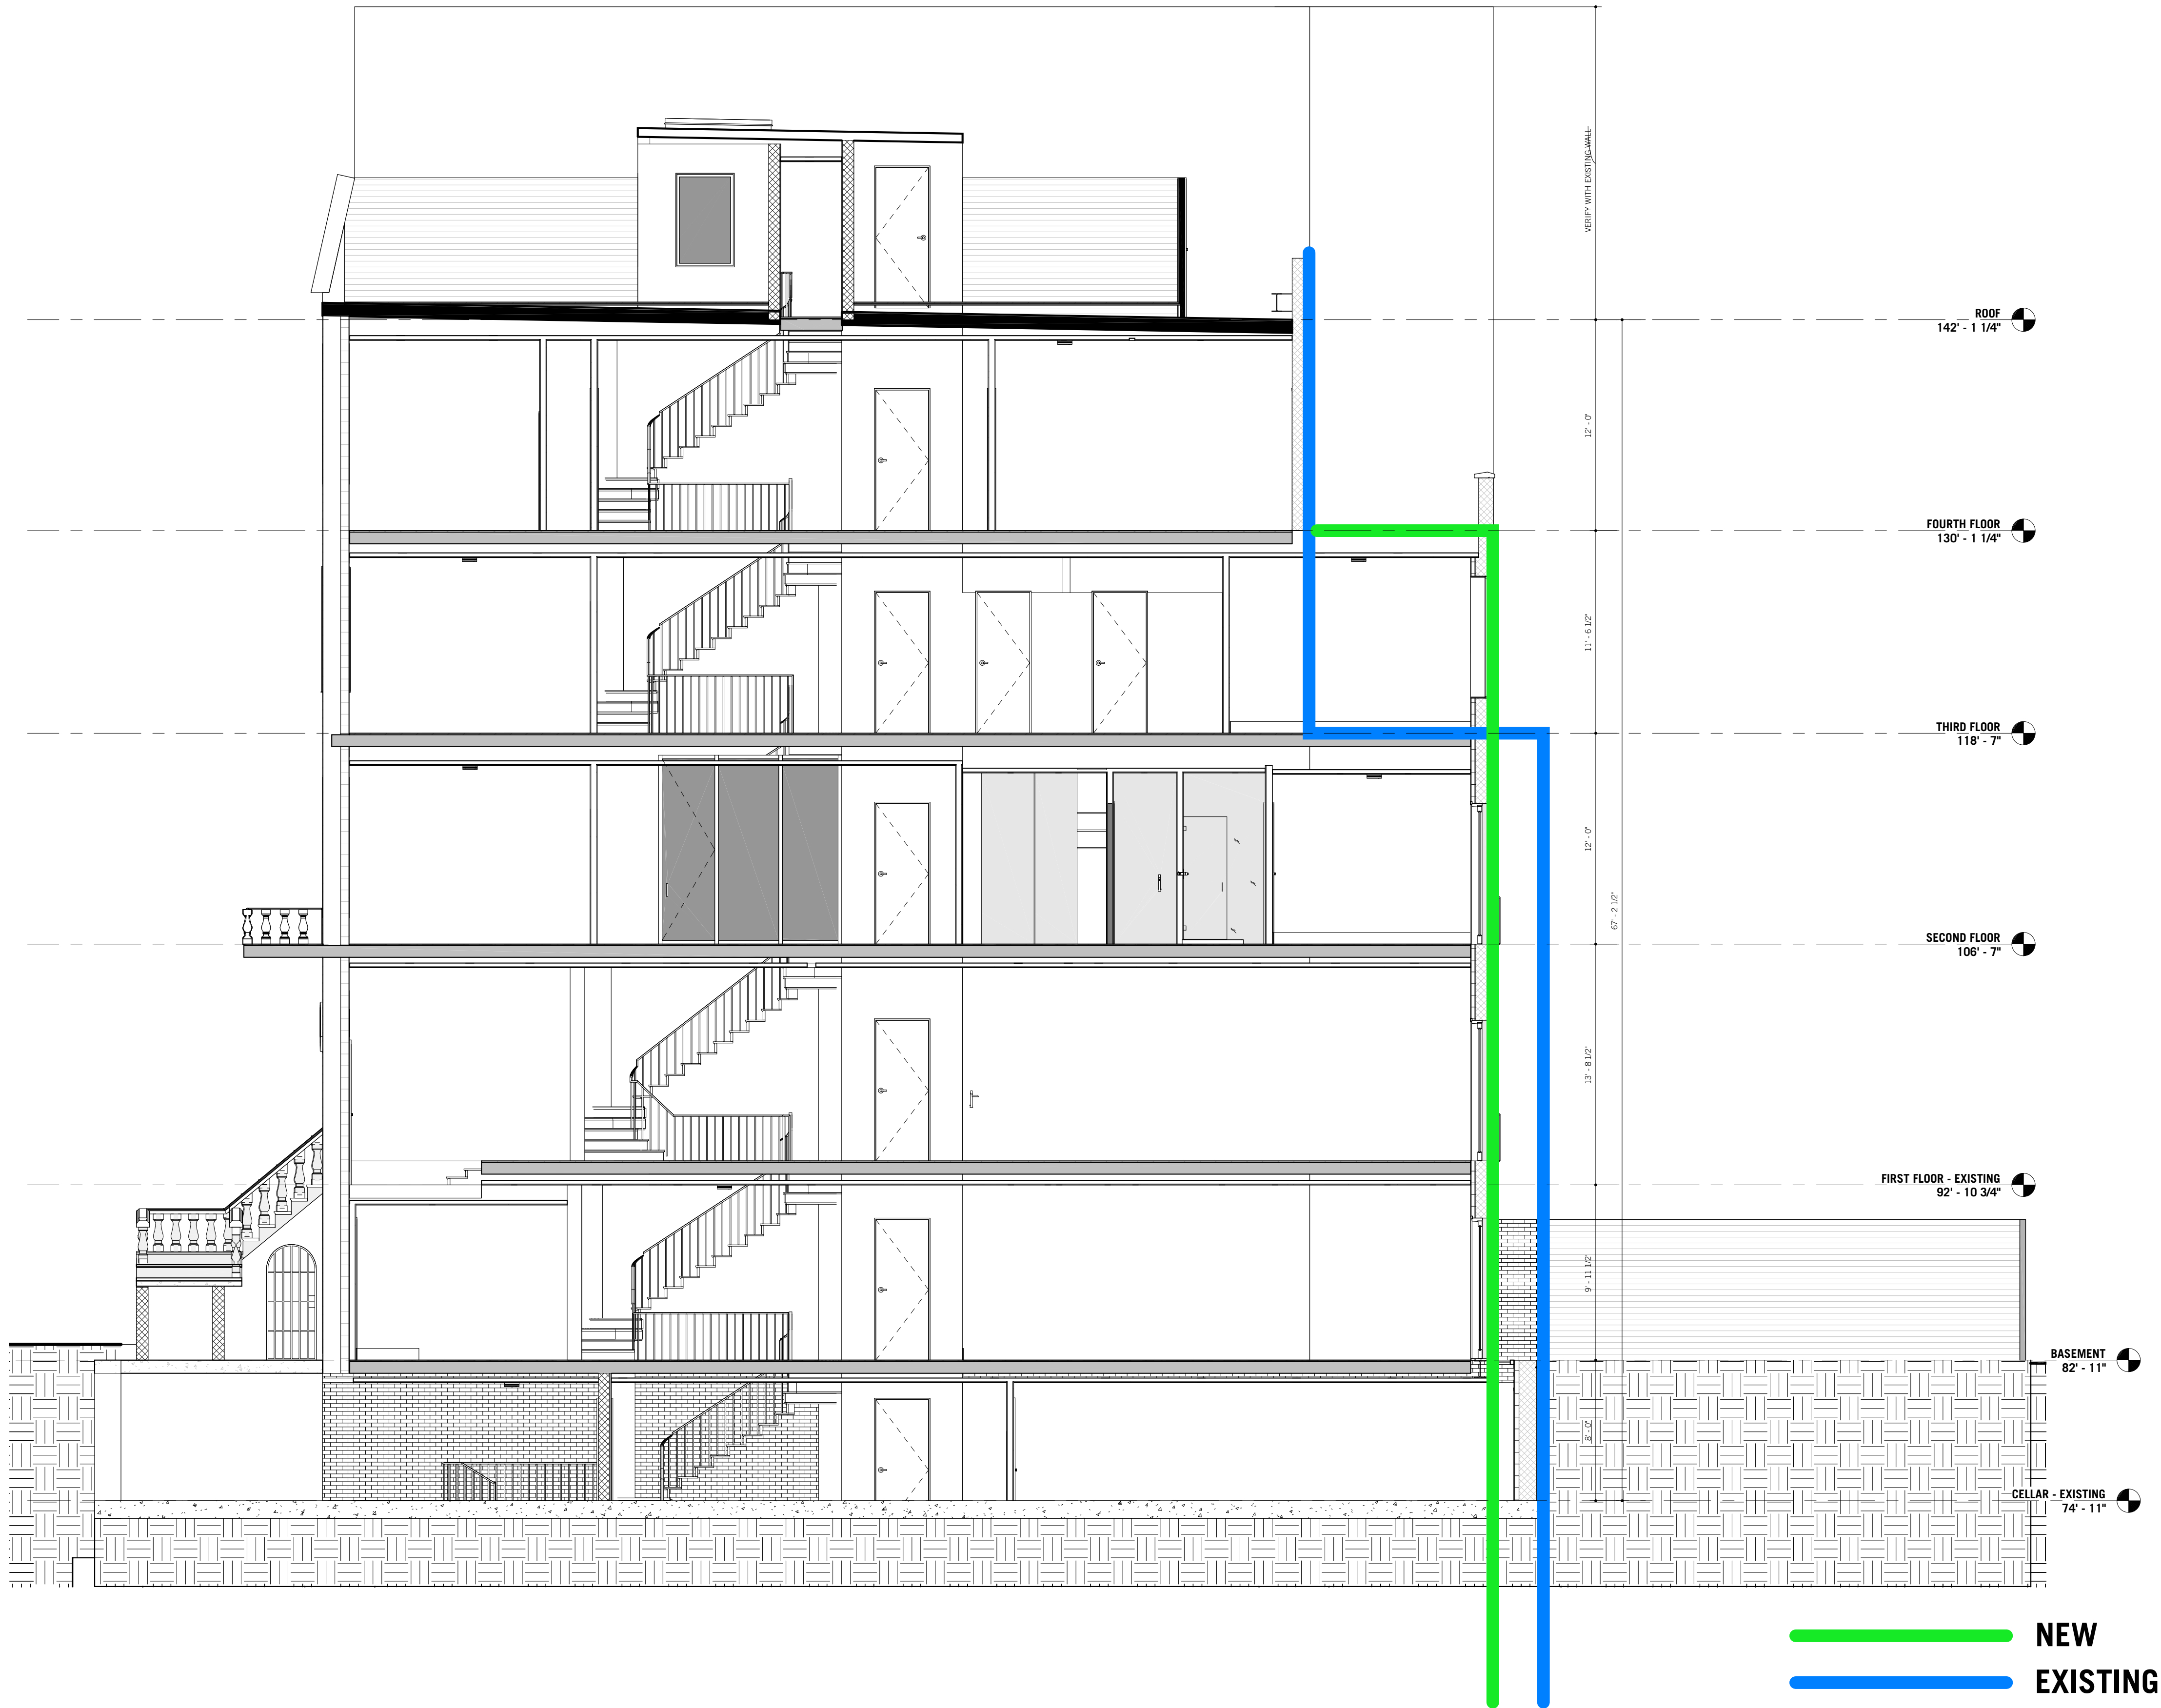 VERIFY WITH EXISTING WALL
ROOF
142' - 1 1/4"
12' - 0"
FOURTH FLOOR
130' - 1 1/4"
11' - 6 1/2"
THIRD FLOOR
118' - 7"
12' - 0"
67' - 2 1/2"
SECOND FLOOR
106' - 7"
13' - 8 1/2"
FIRST FLOOR - EXISTING
92' - 10 3/4"
9' - 11 1/2"
BASEMENT
82' - 11"
8' - 0"
CELLAR - EXISTING
74' - 11"
NEW
EXISTING